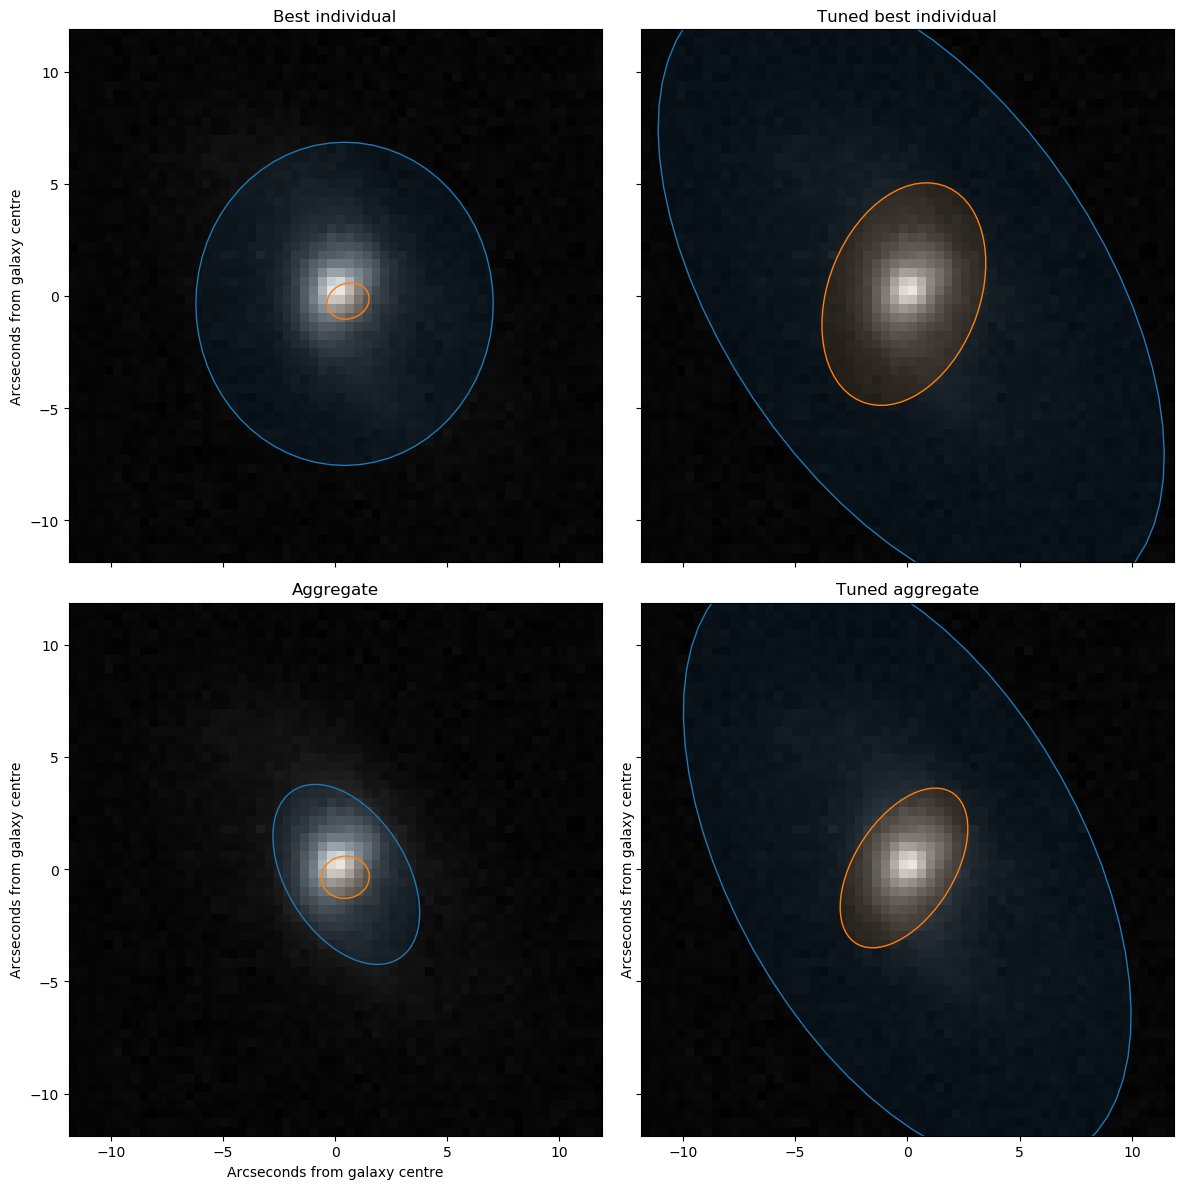 Best individual
Tuned best individual
Arcseconds from galaxy centre
10
5
0
−5
−10
Aggregate
Tuned aggregate
Arcseconds from galaxy centre
10
5
0
−5
−10
−10 −5 0 5 10
Arcseconds from galaxy centre
Arcseconds from galaxy centre
−10 −5 0 5 10